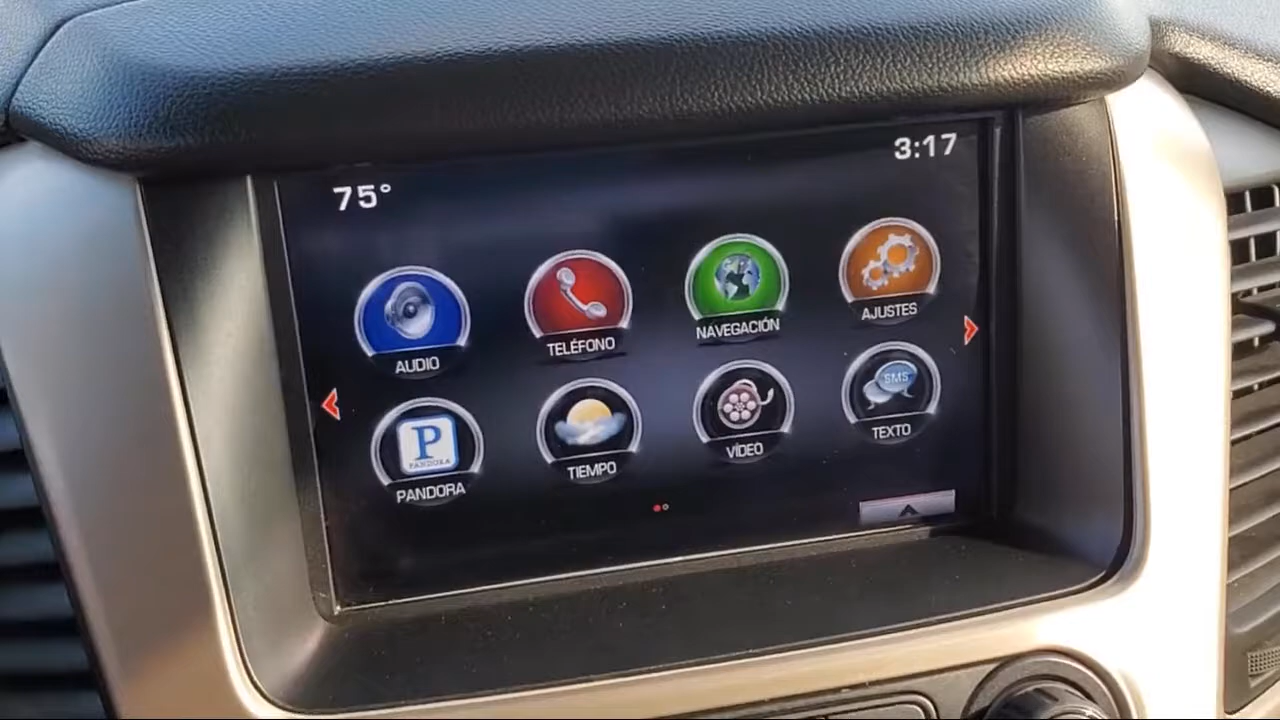 75°
3:17
AUDIO
TELÉFONO
NAVEGACIÓN
AJUSTES
P
PANDORA
PANDORA
TIEMPO
VÍDEO
SMS
TEXTO